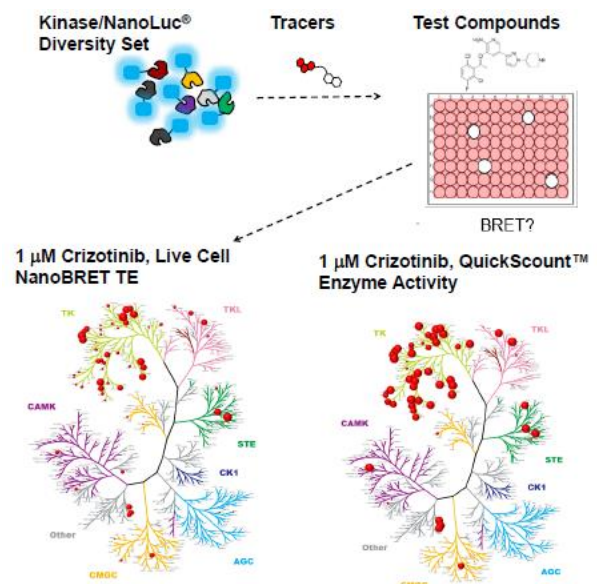 Kinase/NanoLuc®
Diversity Set
Tracers
Test Compounds
BRET?
1 μM Crizotinib, Live Cell
NanoBRET TE
1 μM Crizotinib, QuickScount™
Enzyme Activity
TK
TKL
CAMK
STE
CK1
Other
AGC
CMGC
TK
TKL
CAMK
STE
CK1
Other
AGC